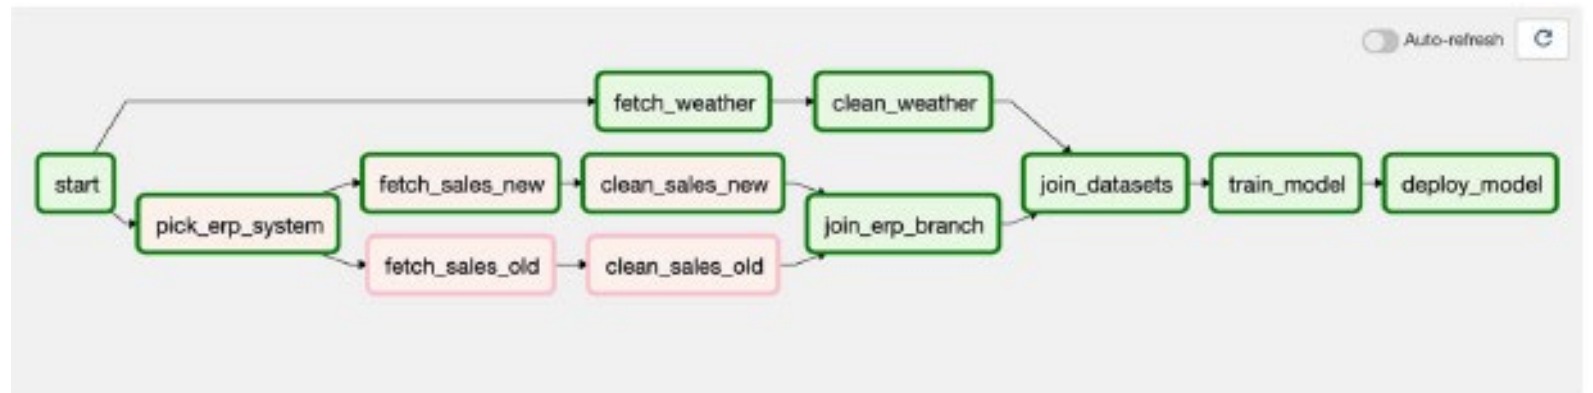 Auto-refresh
fetch_weather
clean_weather
start
fetch_sales_new
clean_sales_new
join_datasets
train_model
deploy_model
pick_erp_system
join_erp_branch
fetch_sales_old
clean_sales_old